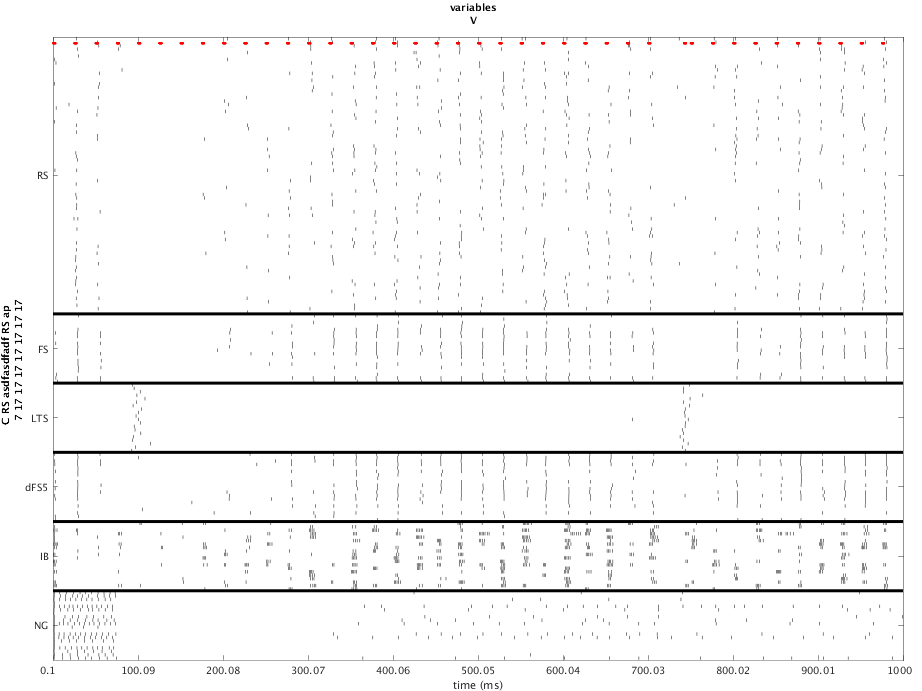 variables
V
C RS asdfasdfadf RS ap
7 17 17 17 17 17 17 17
RS
FS
LTS
dFS5
IB
NG
0.1 100.09 200.08 300.07 400.06 500.05 600.04 700.03 800.02 900.01 1000
time (ms)